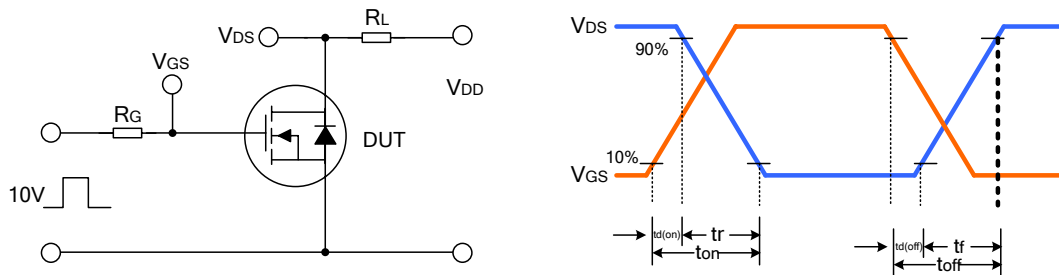 VDS
RL
VGS
VDD
RG
DUT
10V
VDS
90%
10%
VGS
td(on)
tr
ton
td(off)
tf
toff